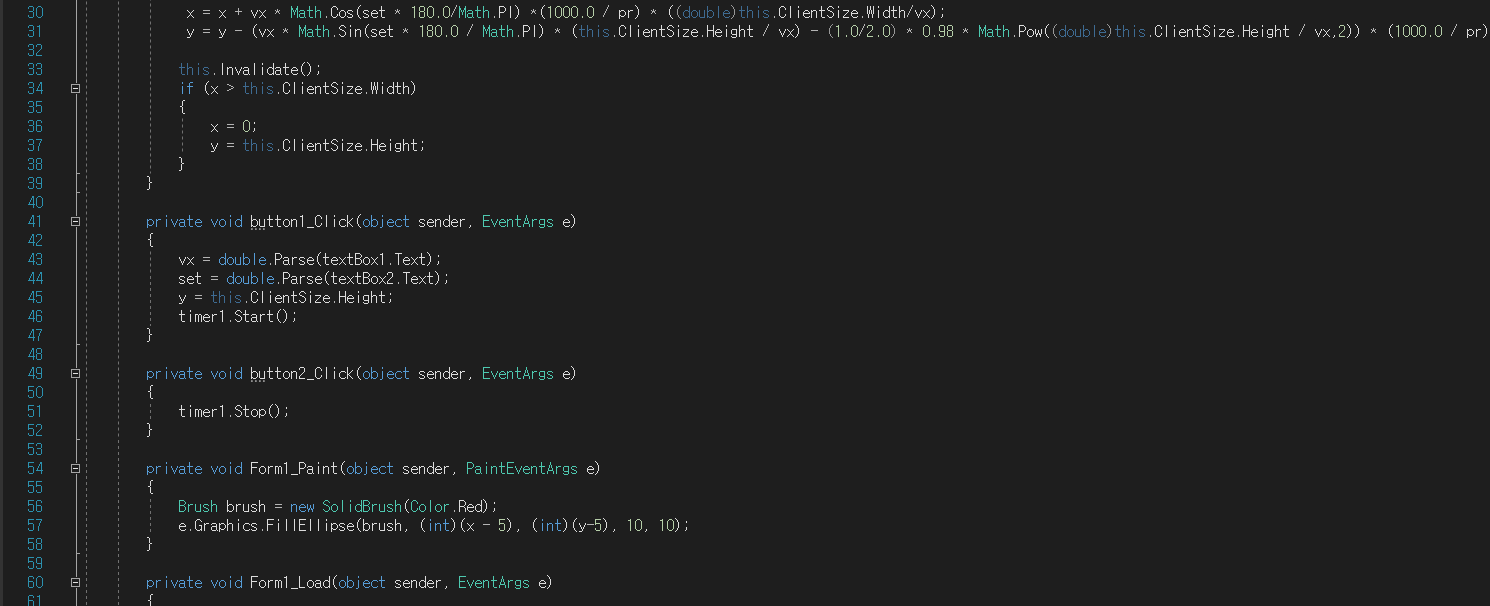 30 x = x + vx * Math.Cos(set * 180.0/Math.PI) *(1000.0 / pr) * ((double)this.ClientSize.Width/vx);
31 y = y - (vx * Math.Sin(set * 180.0 / Math.PI) * (this.ClientSize.Height / vx) - (1.0/2.0) * 0.98 * Math.Pow((double)this.ClientSize.Height / vx,2)) * (1000.0 / pr)
32
33 this.Invalidate();
34 if (x > this.ClientSize.Width)
35 {
36 x = 0;
37 y = this.ClientSize.Height;
38 }
39 }
40
41 private void button1_Click(object sender, EventArgs e)
42 {
43 vx = double.Parse(textBox1.Text);
44 set = double.Parse(textBox2.Text);
45 y = this.ClientSize.Height;
46 timer1.Start();
47 }
48
49 private void button2_Click(object sender, EventArgs e)
50 {
51 timer1.Stop();
52 }
53
54 private void Form1_Paint(object sender, PaintEventArgs e)
55 {
56 Brush brush = new SolidBrush(Color.Red);
57 e.Graphics.FillEllipse(brush, (int)(x - 5), (int)(y-5), 10, 10);
58 }
59
60 private void Form1_Load(object sender, EventArgs e)
61 {